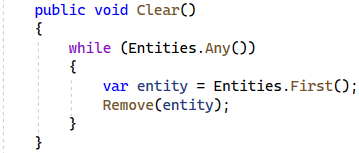 public void Clear()
{
    while (Entities.Any())
    {
        var entity = Entities.First();
        Remove(entity);
    }
}